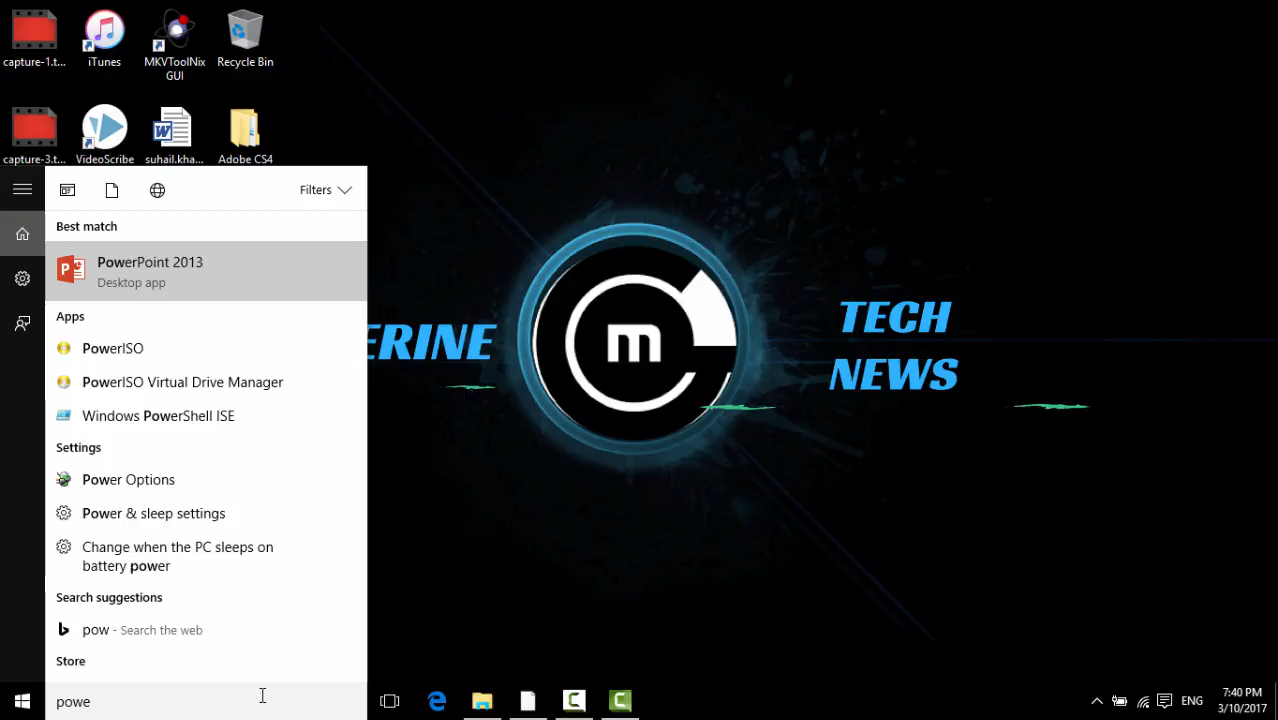 capture-1.t...
iTunes
MKVToolNix
GUI
Recycle Bin
capture-3.t...
VideoScribe
suhail.kha...
Adobe CS4
Filters
Best match
PowerPoint 2013
Desktop app
Apps
PowerISO
PowerISO Virtual Drive Manager
Windows PowerShell ISE
Settings
Power Options
Power & sleep settings
Change when the PC sleeps on
battery power
Search suggestions
pow - Search the web
Store
powe
ERINE
m
TECH
NEWS
ENG
7:40 PM
3/10/2017